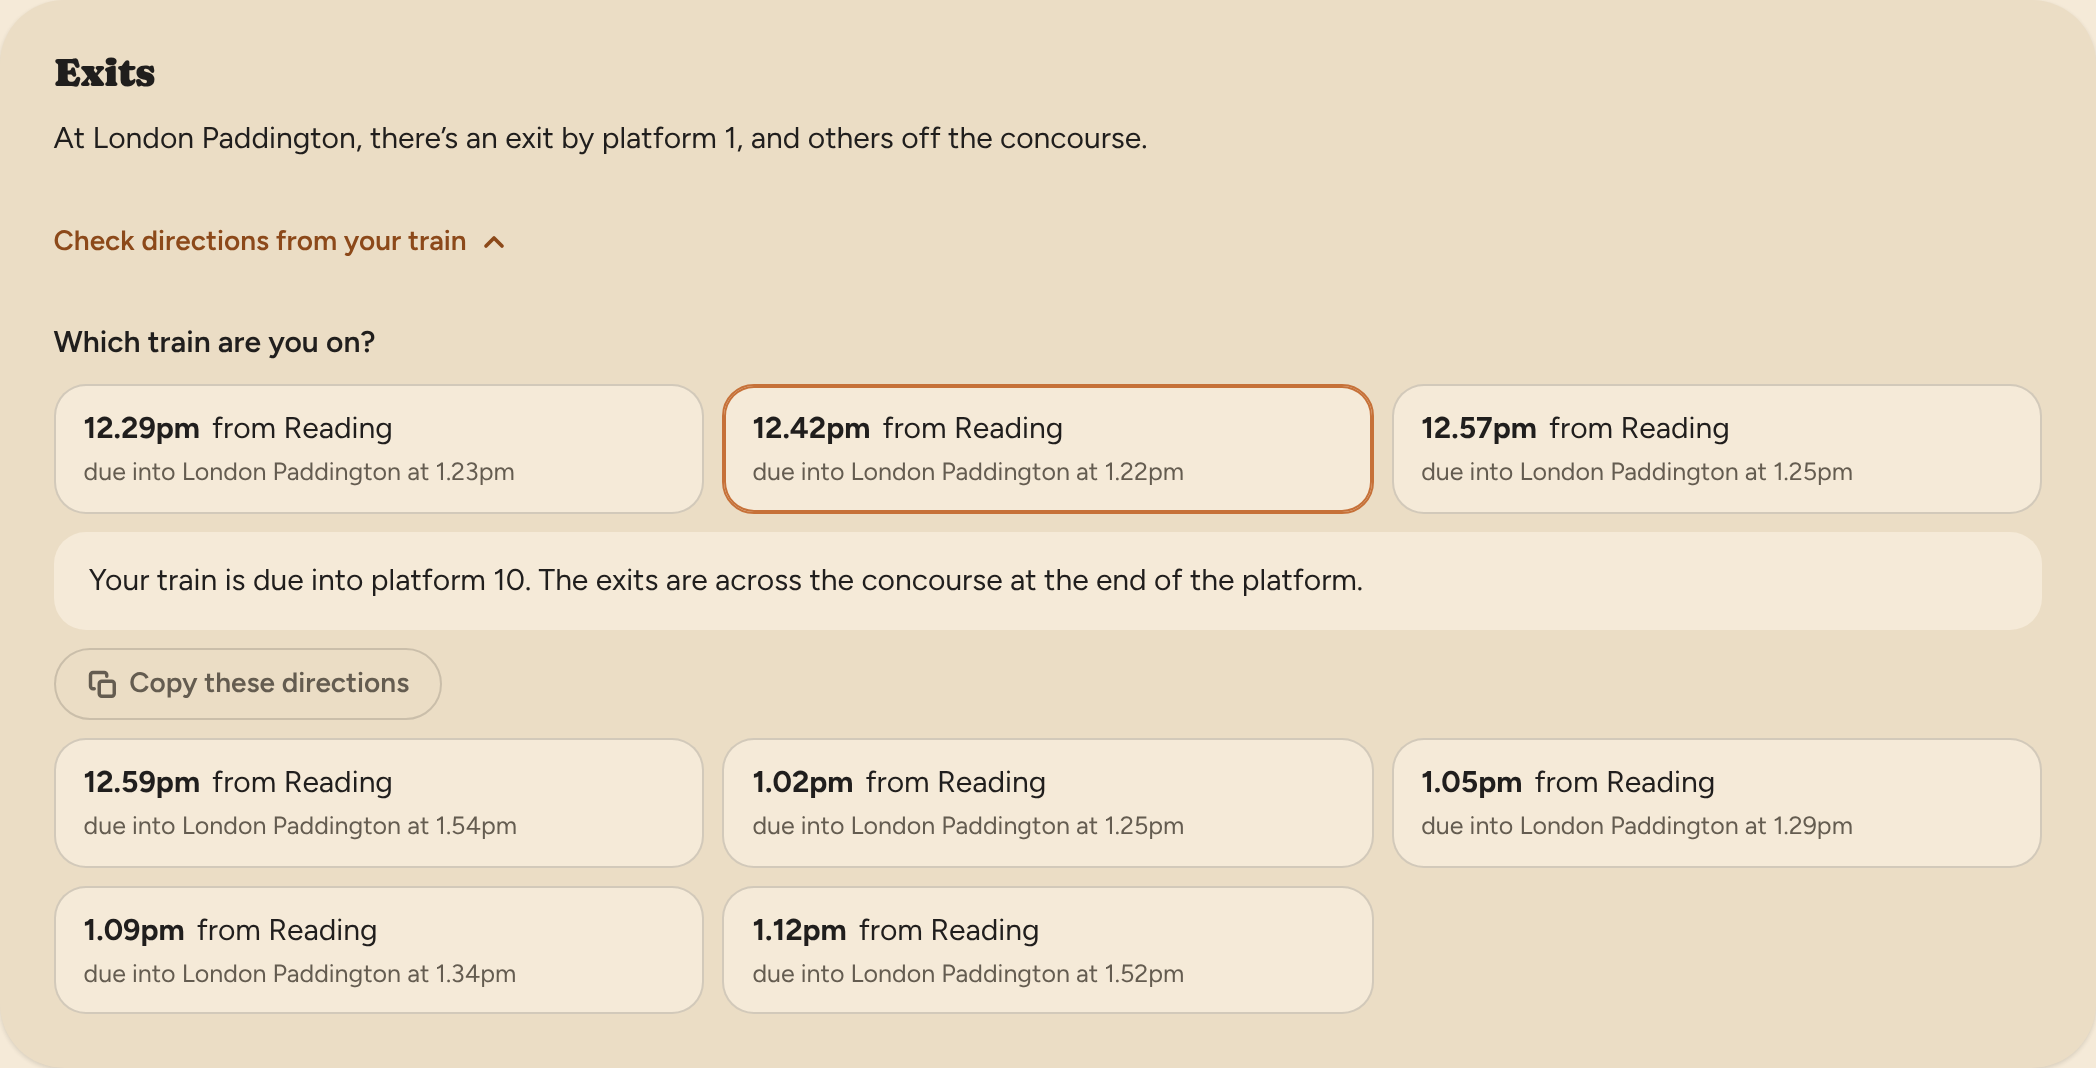 Exits
At London Paddington, there’s an exit by platform 1, and others off the concourse.
Check directions from your train
Which train are you on?
12.29pm from Reading
due into London Paddington at 1.23pm
12.42pm from Reading
due into London Paddington at 1.22pm
12.57pm from Reading
due into London Paddington at 1.25pm
Your train is due into platform 10. The exits are across the concourse at the end of the platform.
Copy these directions
12.59pm from Reading
due into London Paddington at 1.54pm
1.02pm from Reading
due into London Paddington at 1.25pm
1.05pm from Reading
due into London Paddington at 1.29pm
1.09pm from Reading
due into London Paddington at 1.34pm
1.12pm from Reading
due into London Paddington at 1.52pm